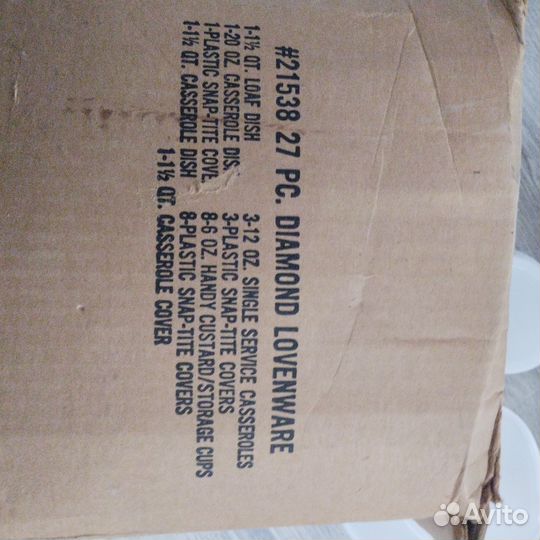 #21538 27 PC. DIAMOND LOVENWARE
1-1½ QT. LOAF DISH
1-20 OZ. CASSEROLE DIS
1-PLASTIC SNAP-TITE COVE
1-1½ QT. CASSEROLE DISH
1-1½ QT. CASSEROLE COVER
3-12 OZ. SINGLE SERVICE CASSEROLES
3-PLASTIC SNAP-TITE COVERS
8-6 OZ. HANDY CUSTARD/STORAGE CUPS
8-PLASTIC SNAP-TITE COVERS
Avito